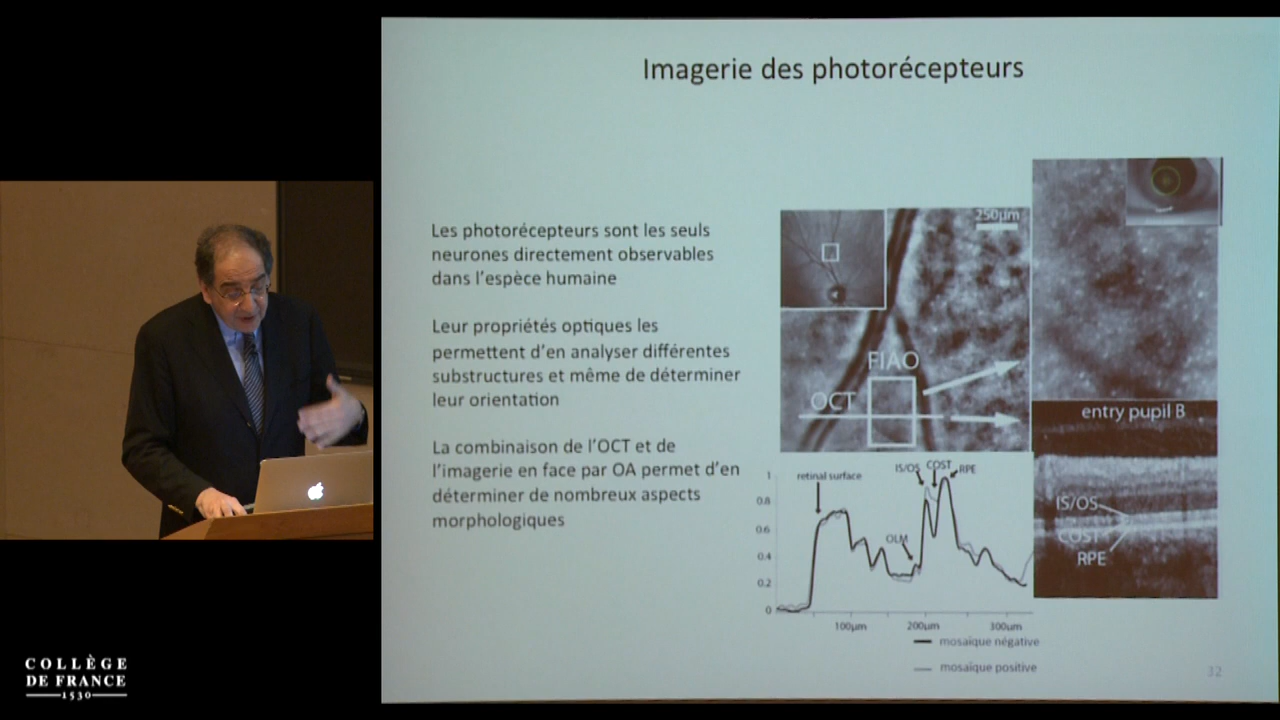 Imagerie des photorécepteurs
Les photorécepteurs sont les seuls
neurones directement observables
dans l'espèce humaine
Leur propriétés optiques les
permettent d'en analyser différentes
substructures et même de déterminer
leur orientation
La combinaison de l'OCT et de
l'imagerie en face par OA permet d'en
déterminer de nombreux aspects
morphologiques
250µm
FIAO
OCT
entry pupil B
IS/OS
COST
RPE
retinal surface
IS/OS
COST
RPE
OLM
1
0.8
0.6
0.4
0.2
0
100µm
200µm
300µm
mosaïque négative
mosaïque positive
32
COLLÈGE
DE FRANCE
1530